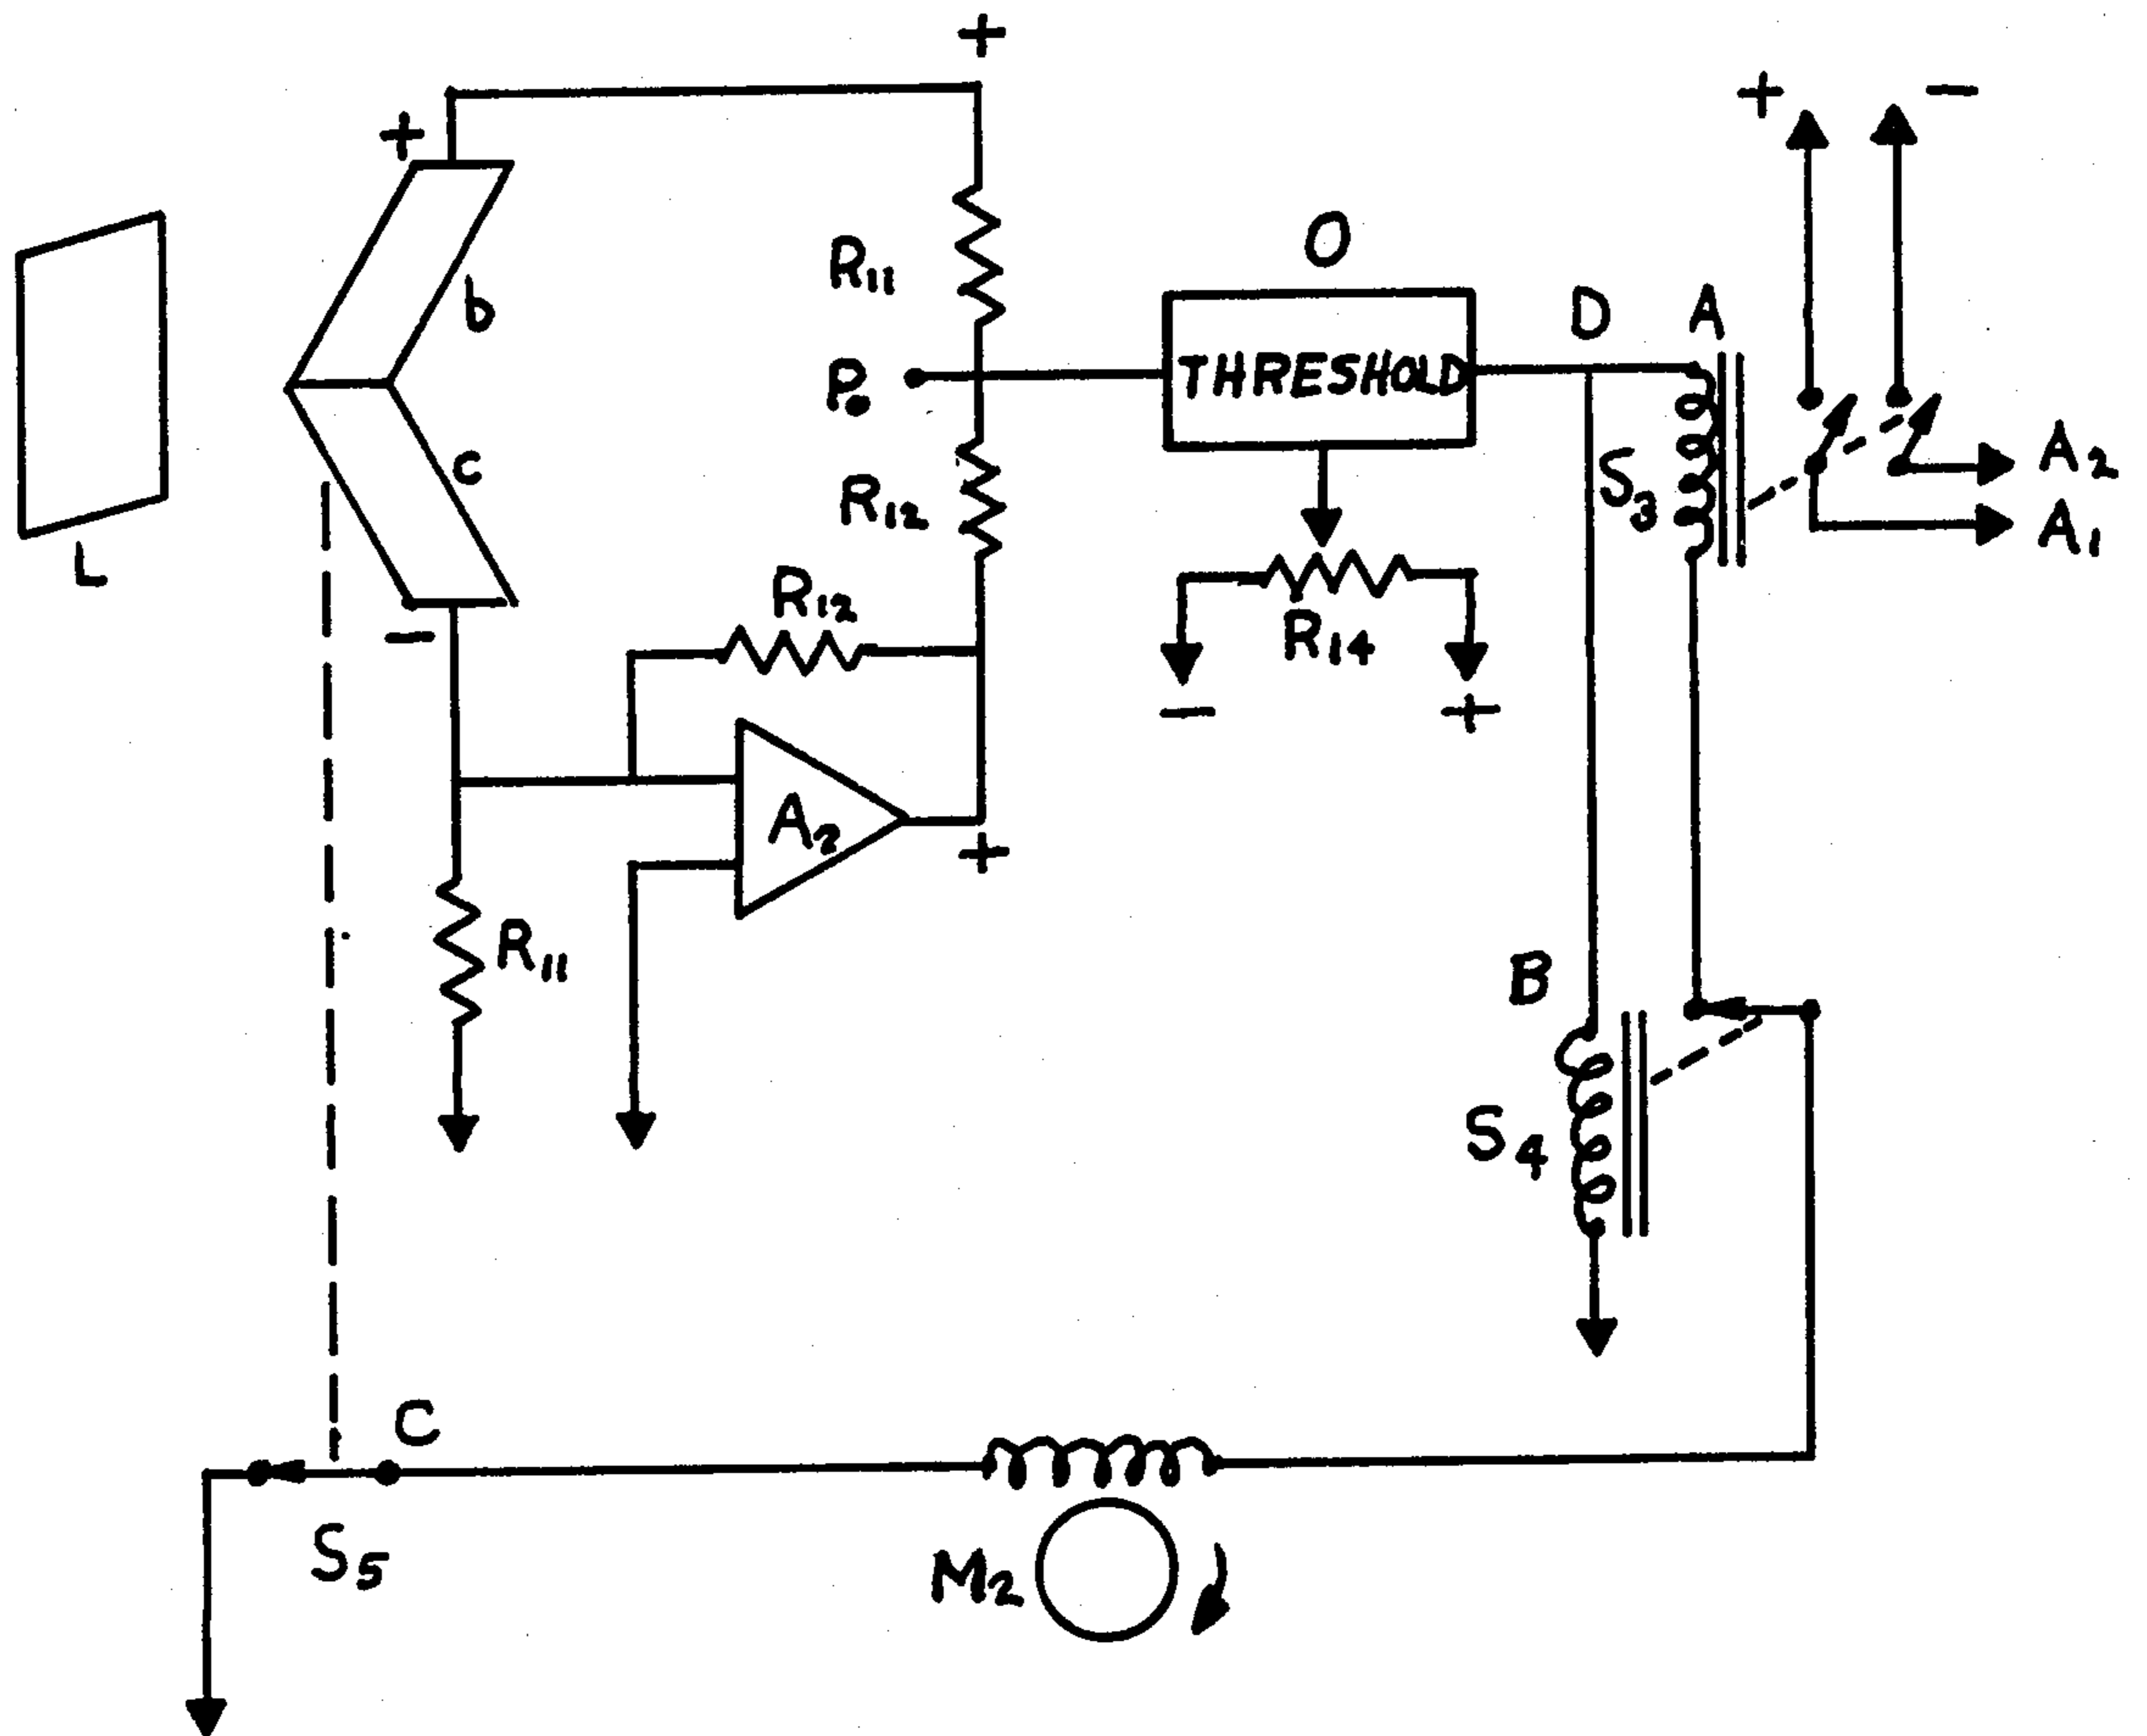 +
+
+ −
b
L
c
−
R11
P0
R12
R12
O
THRESHOLD
D
A
S3
A2
A1
R14
−
+
A2
+
R11
B
S4
C
S5
M2